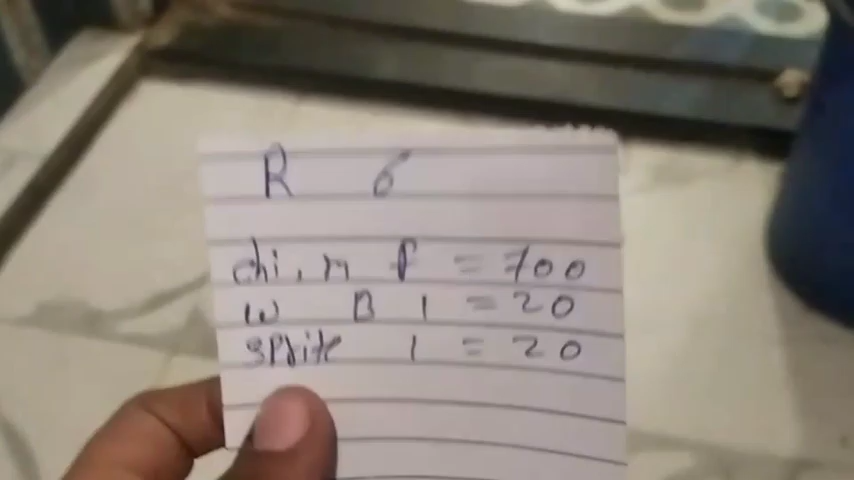 R 6
chi, M f = 700
W B 1 = 20
sprite 1 = 20